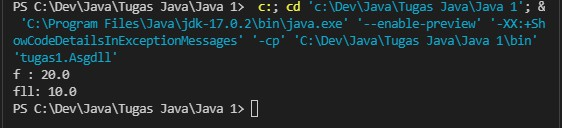 PS C:\Dev\Java\Tugas Java\Java 1>  c:; cd 'c:\Dev\Java\Tugas Java\Java 1'; &
 'C:\Program Files\Java\jdk-17.0.2\bin\java.exe' '--enable-preview' '-XX:+Sh
owCodeDetailsInExceptionMessages' '-cp' 'C:\Dev\Java\Tugas Java\Java 1\bin'
'tugas1.Asgdll'
f : 20.0
fll: 10.0
PS C:\Dev\Java\Tugas Java\Java 1>